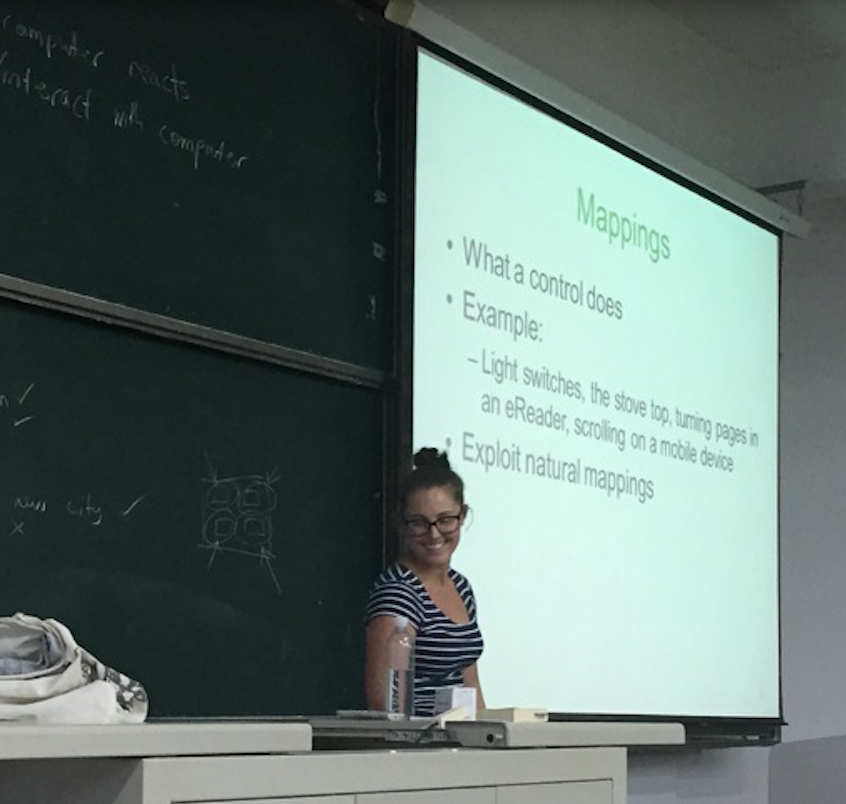 computer reacts
interact with computer
new city ✓
x
Mappings
• What a control does
• Example:
– Light switches, the stove top, turning pages in
an eReader, scrolling on a mobile device
• Exploit natural mappings